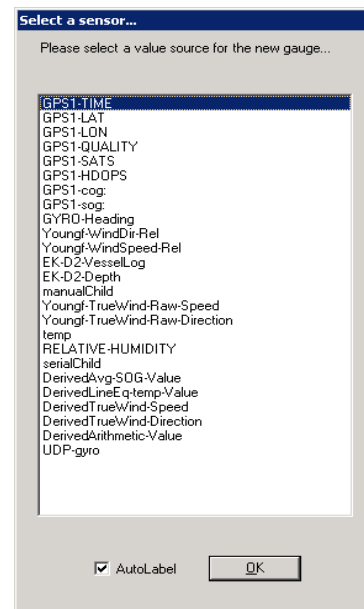 Select a sensor...
Please select a value source for the new gauge...
GPS1-TIME
GPS1-LAT
GPS1-LON
GPS1-QUALITY
GPS1-SATS
GPS1-HDOPS
GPS1-cog:
GPS1-sog:
GYRO-Heading
Youngf-WindDir-Rel
Youngf-WindSpeed-Rel
EK-D2-VesselLog
EK-D2-Depth
manualChild
Youngf-TrueWind-Raw-Speed
Youngf-TrueWind-Raw-Direction
temp
RELATIVE-HUMIDITY
serialChild
DerivedAvg-SOG-Value
DerivedLineEq-temp-Value
DerivedTrueWind-Speed
DerivedTrueWind-Direction
DerivedArithmetic-Value
UDP-gyro
AutoLabel OK